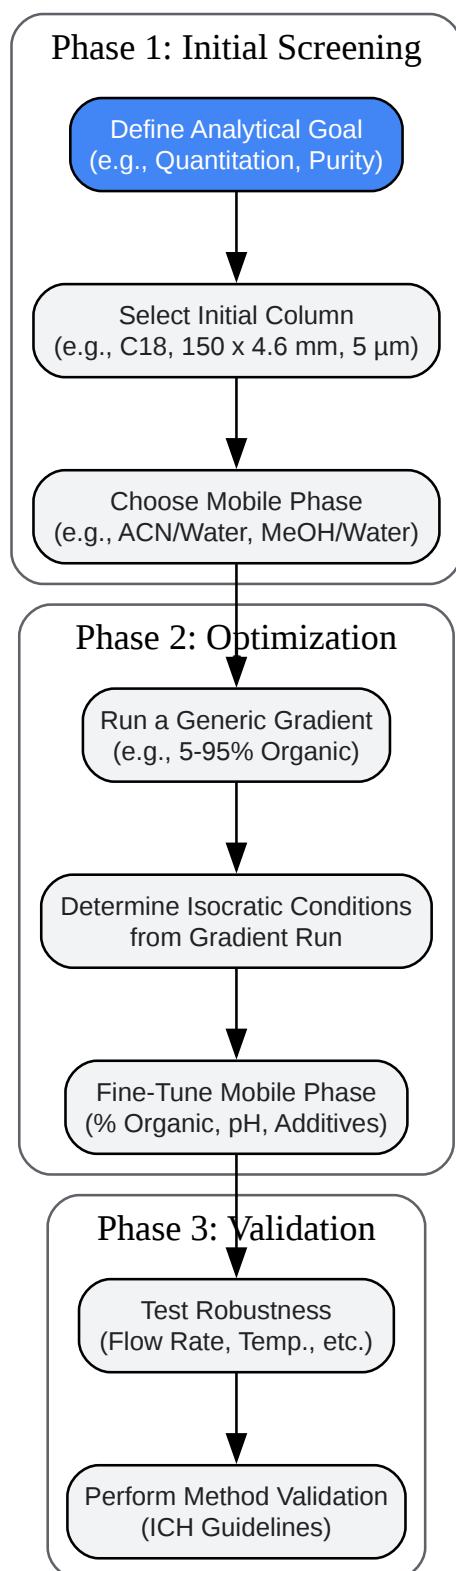 Phase 1: Initial Screening
Define Analytical Goal
(e.g., Quantitation, Purity)
Select Initial Column
(e.g., C18, 150 x 4.6 mm, 5 µm)
Choose Mobile Phase
(e.g., ACN/Water, MeOH/Water)
Phase 2: Optimization
Run a Generic Gradient
(e.g., 5-95% Organic)
Determine Isocratic Conditions
from Gradient Run
Fine-Tune Mobile Phase
(% Organic, pH, Additives)
Phase 3: Validation
Test Robustness
(Flow Rate, Temp., etc.)
Perform Method Validation
(ICH Guidelines)